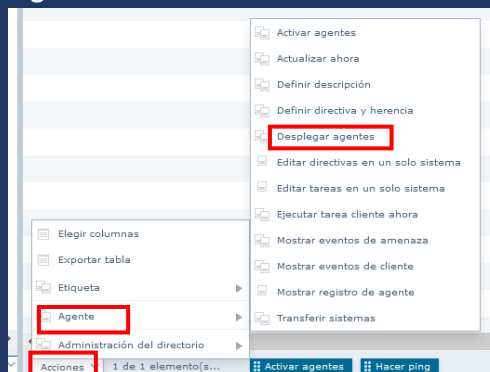 Activar agentes
Actualizar ahora
Definir descripción
Definir directiva y herencia
Desplegar agentes
Editar directivas en un solo sistema
Editar tareas en un solo sistema
Ejecutar tarea cliente ahora
Mostrar eventos de amenaza
Mostrar eventos de cliente
Mostrar registro de agente
Transferir sistemas
Elegir columnas
Exportar tabla
Etiqueta
Agente
Administración del directorio
Acciones 1 de 1 elemento(s... Activar agentes Hacer ping